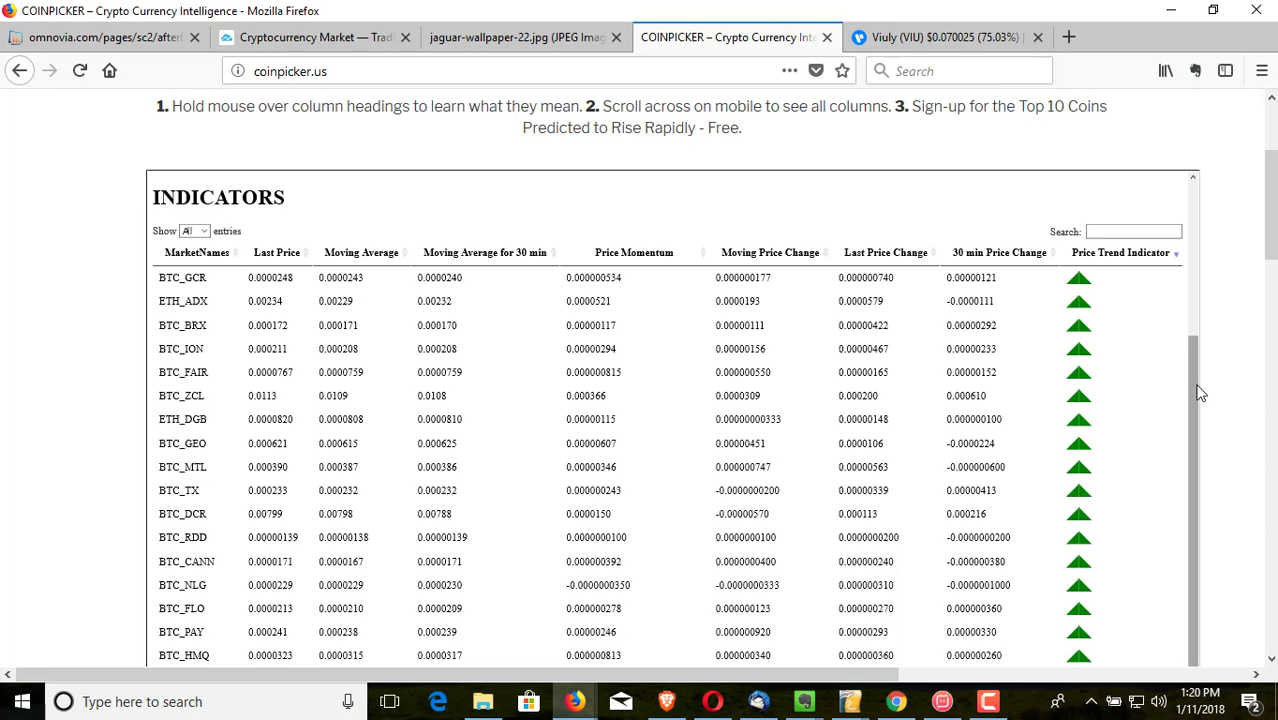 COINPICKER – Crypto Currency Intelligence - Mozilla Firefox
omnovia.com/pages/sc2/after
Cryptocurrency Market — Tradi
jaguar-wallpaper-22.jpg (JPEG Imag
COINPICKER – Crypto Currency Inte
Viuly (VIU) $0.070025 (75.03%)
coinpicker.us
Search
1. Hold mouse over column headings to learn what they mean. 2. Scroll across on mobile to see all columns. 3. Sign-up for the Top 10 Coins
Predicted to Rise Rapidly - Free.
INDICATORS
Show All entries Search:
MarketNames Last Price Moving Average Moving Average for 30 min Price Momentum Moving Price Change Last Price Change 30 min Price Change Price Trend Indicator
BTC_GCR 0.0000248 0.0000243 0.0000240 0.000000534 0.000000177 0.000000740 0.00000121
ETH_ADX 0.00234 0.00229 0.00232 0.0000521 0.0000193 0.0000579 -0.0000111
BTC_BRX 0.000172 0.000171 0.000170 0.00000117 0.00000111 0.00000422 0.00000292
BTC_ION 0.000211 0.000208 0.000208 0.00000294 0.00000156 0.00000467 0.00000233
BTC_FAIR 0.0000767 0.0000759 0.0000759 0.000000815 0.000000550 0.00000165 0.00000152
BTC_ZCL 0.0113 0.0109 0.0108 0.000366 0.0000309 0.000200 0.000610
ETH_DGB 0.0000820 0.0000808 0.0000810 0.00000115 0.00000000333 0.00000148 0.000000100
BTC_GEO 0.000621 0.000615 0.000625 0.00000607 0.00000451 0.0000106 -0.0000224
BTC_MTL 0.000390 0.000387 0.000386 0.00000346 0.000000747 0.00000563 -0.000000600
BTC_TX 0.000233 0.000232 0.000232 0.000000243 -0.0000000200 0.00000339 0.00000413
BTC_DCR 0.00799 0.00798 0.00788 0.0000150 -0.00000570 0.000113 0.000216
BTC_RDD 0.00000139 0.00000138 0.00000139 0.0000000100 0.0000000100 0.0000000200 -0.0000000200
BTC_CANN 0.0000171 0.0000167 0.0000171 0.000000392 0.0000000400 0.000000240 -0.000000380
BTC_NLG 0.0000229 0.0000229 0.0000230 -0.0000000350 -0.0000000333 0.000000310 -0.0000001000
BTC_FLO 0.0000213 0.0000210 0.0000209 0.000000278 0.000000123 0.000000270 0.000000360
BTC_PAY 0.000241 0.000238 0.000239 0.00000246 0.000000920 0.00000293 0.00000330
BTC_HMQ 0.0000323 0.0000315 0.0000317 0.000000813 0.000000340 0.000000360 0.000000260
Type here to search
1:20 PM
1/11/2018
2